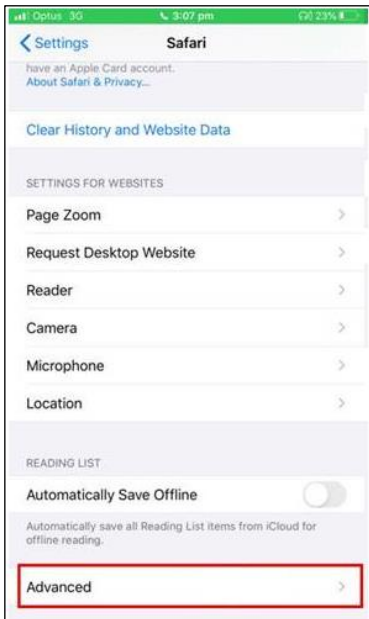 Optus 3G 3:07 pm 23%
Settings Safari
have an Apple Card account.
About Safari & Privacy...
Clear History and Website Data
SETTINGS FOR WEBSITES
Page Zoom
Request Desktop Website
Reader
Camera
Microphone
Location
READING LIST
Automatically Save Offline
Automatically save all Reading List items from iCloud for
offline reading.
Advanced